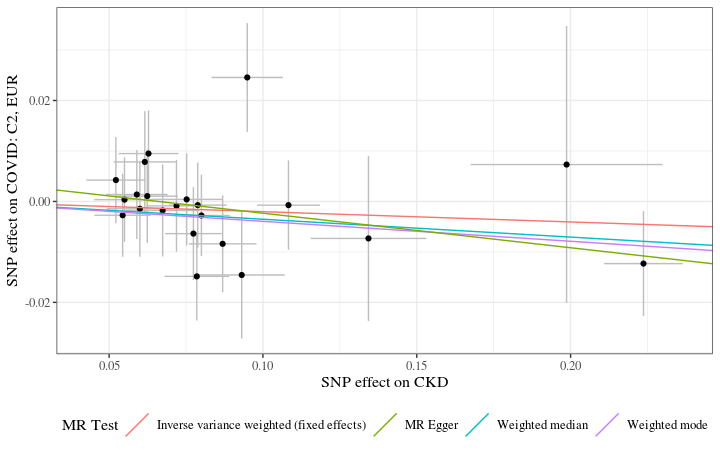 SNP effect on COVID: C2, EUR
0.02
0.00
-0.02
0.05 0.10 0.15 0.20
SNP effect on CKD
MR Test Inverse variance weighted (fixed effects) MR Egger Weighted median Weighted mode